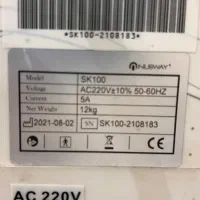 *SK100-2108183*
NUBWAY
Model SK100
Voltage AC220V±10% 50-60HZ
Current 5A
Net Weight 12kg
2021-08-02 SN SK100-2108183
AC 220V